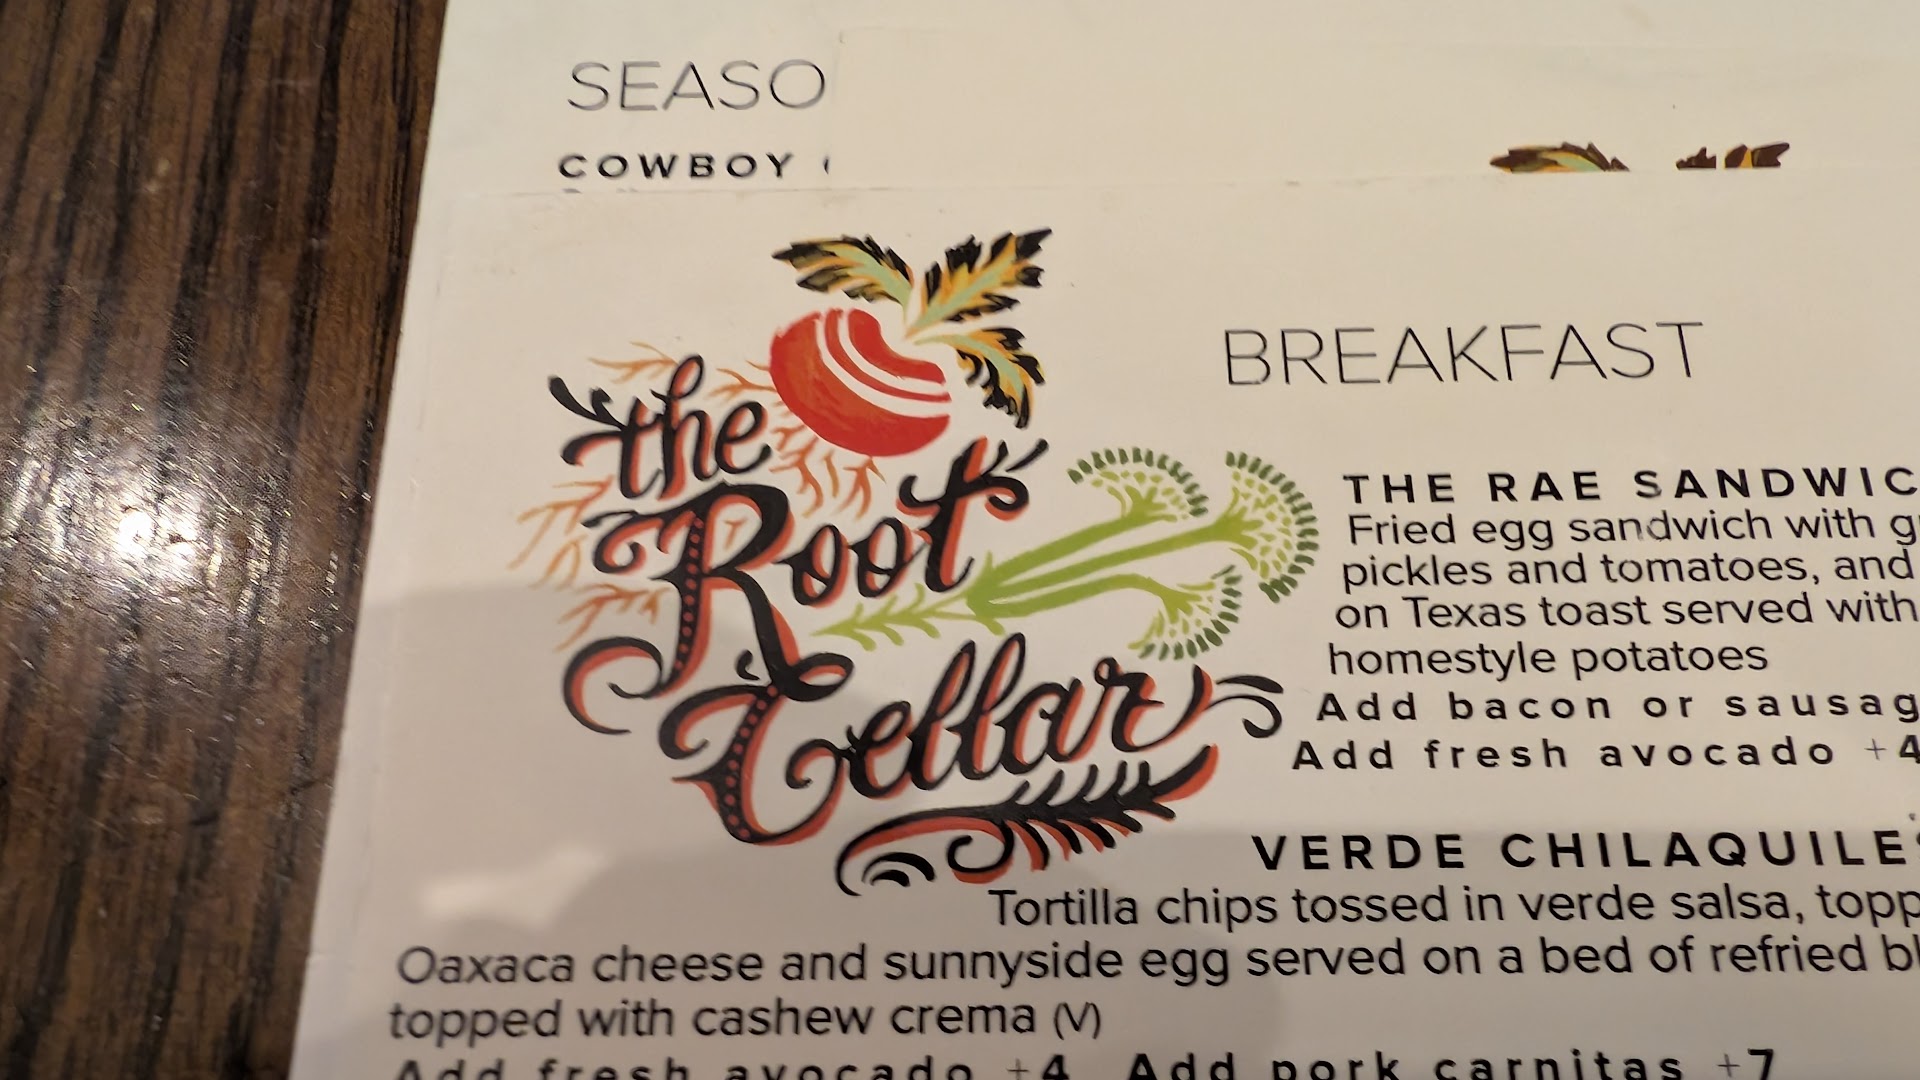 SEASO
COWBOY
the
Root
Cellar
BREAKFAST
THE RAE SANDWIC
Fried egg sandwich with g
pickles and tomatoes, and
on Texas toast served with
homestyle potatoes
Add bacon or sausag
Add fresh avocado +4
VERDE CHILAQUILES
Tortilla chips tossed in verde salsa, topp
Oaxaca cheese and sunnyside egg served on a bed of refried bl
topped with cashew crema (V)
Add fresh avocado +4 Add pork carnitas +7